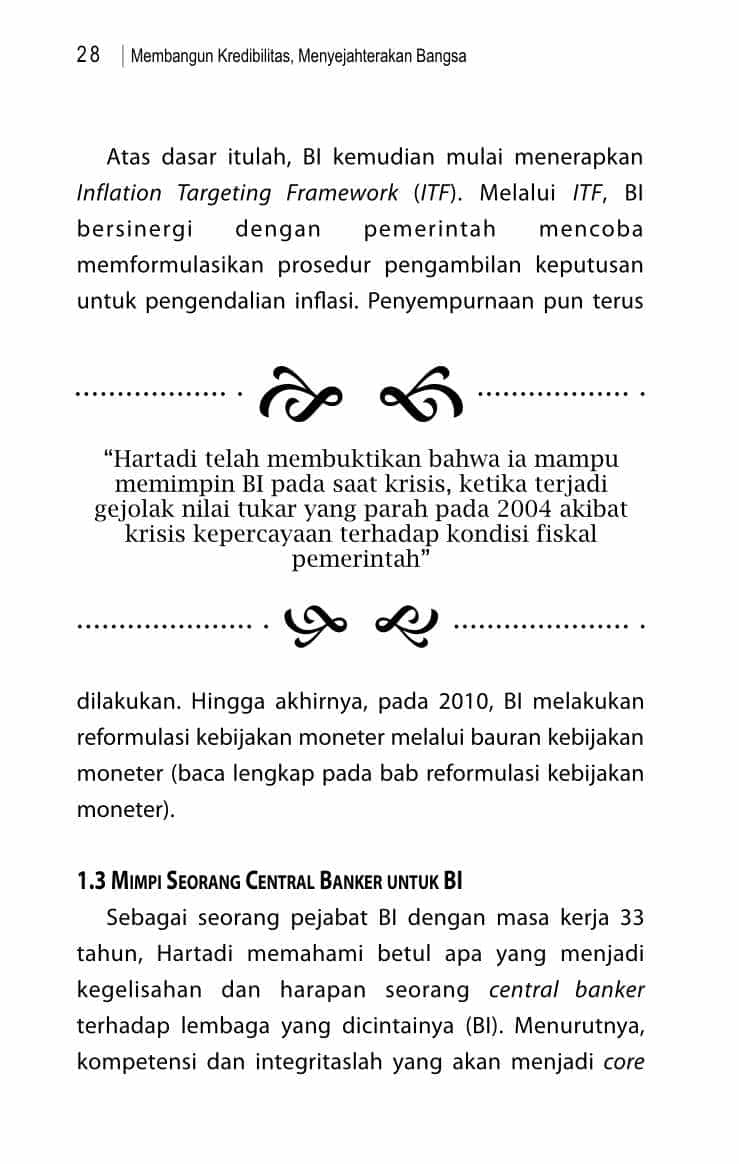 28 Membangun Kredibilitas, Menyejahterakan Bangsa
Atas dasar itulah, BI kemudian mulai menerapkan
Inflation Targeting Framework (ITF). Melalui ITF, BI
bersinergi dengan pemerintah mencoba
memformulasikan prosedur pengambilan keputusan
untuk pengendalian inflasi. Penyempurnaan pun terus
“Hartadi telah membuktikan bahwa ia mampu
memimpin BI pada saat krisis, ketika terjadi
gejolak nilai tukar yang parah pada 2004 akibat
krisis kepercayaan terhadap kondisi fiskal
pemerintah”
dilakukan. Hingga akhirnya, pada 2010, BI melakukan
reformulasi kebijakan moneter melalui bauran kebijakan
moneter (baca lengkap pada bab reformulasi kebijakan
moneter).
1.3 Mimpi Seorang Central Banker untuk BI
Sebagai seorang pejabat BI dengan masa kerja 33
tahun, Hartadi memahami betul apa yang menjadi
kegelisahan dan harapan seorang central banker
terhadap lembaga yang dicintainya (BI). Menurutnya,
kompetensi dan integritaslah yang akan menjadi core